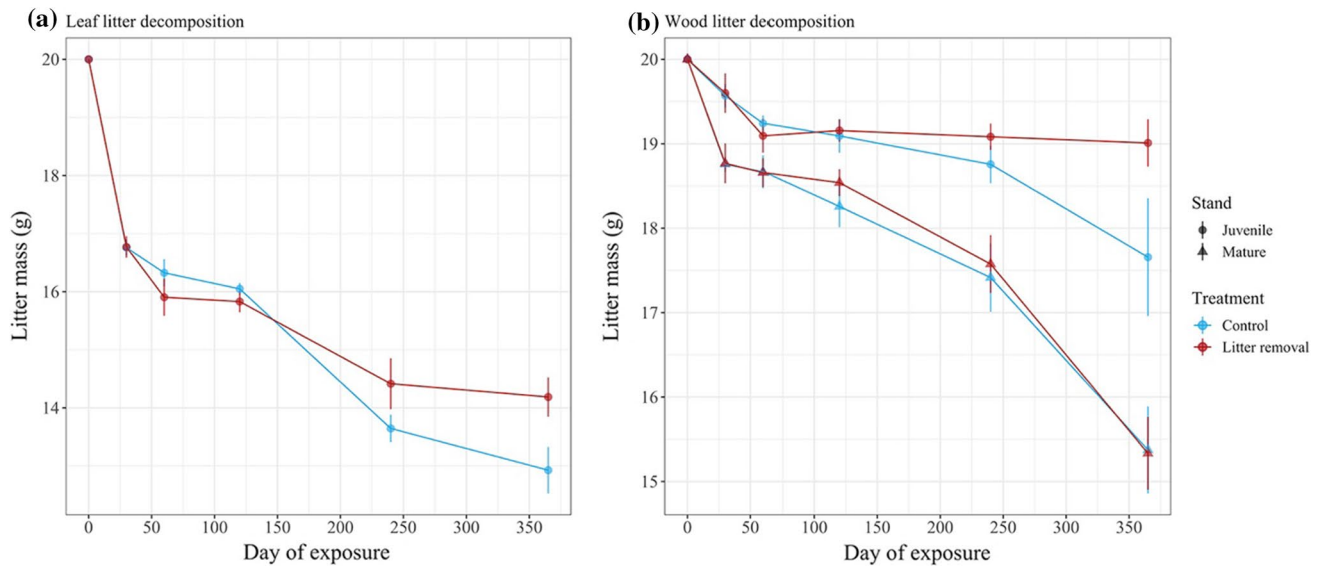 (a) Leaf litter decomposition
Litter mass (g)
20
18
16
14
0 50 100 150 200 250 300 350
Day of exposure
(b) Wood litter decomposition
Litter mass (g)
20
19
18
17
16
15
0 50 100 150 200 250 300 350
Day of exposure
Stand
Juvenile
Mature
Treatment
Control
Litter removal